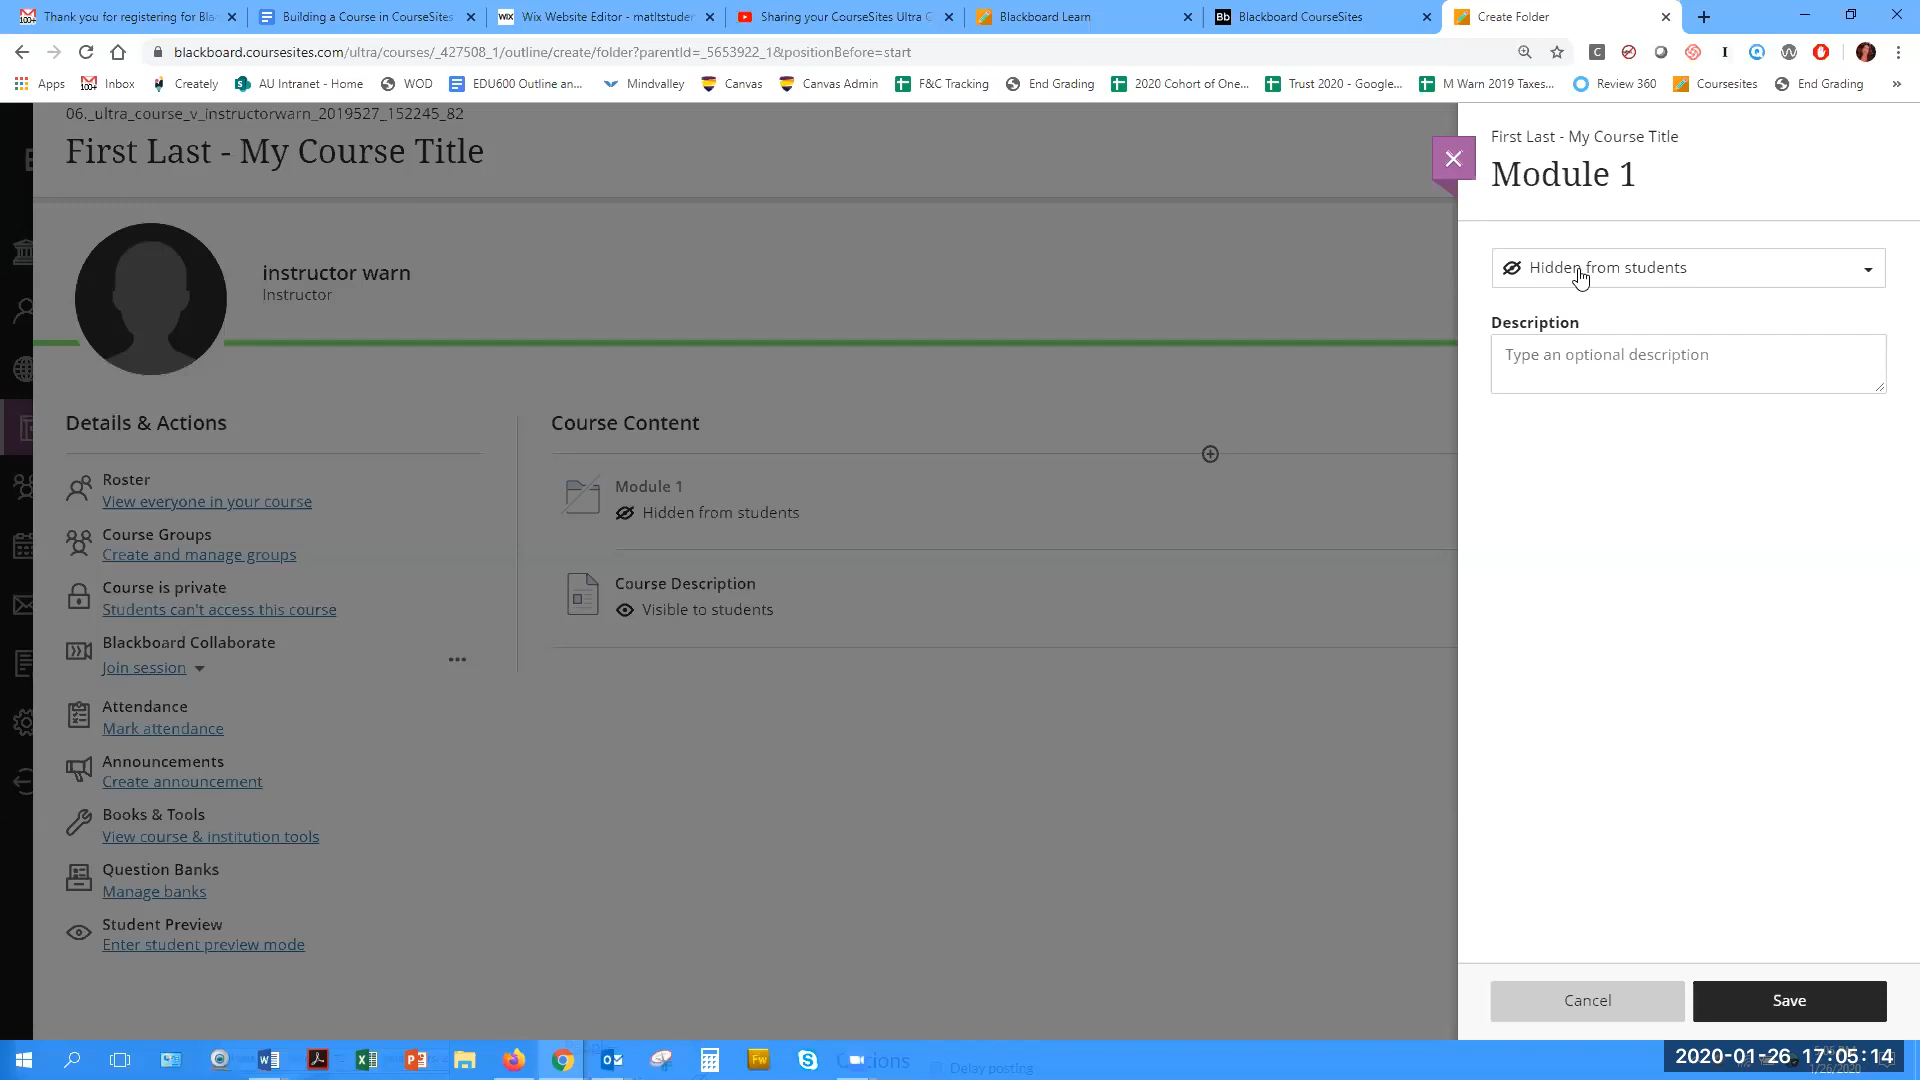 Thank you for registering for Bla
Building a Course in CourseSites
Wix Website Editor - matltstuder
Sharing your CourseSites Ultra C
Blackboard Learn
Blackboard CourseSites
Create Folder
blackboard.coursesites.com/ultra/courses/_427508_1/outline/create/folder?parentId=_5653922_1&positionBefore=start
Apps
Inbox
Creately
AU Intranet - Home
WOD
EDU600 Outline an...
Mindvalley
Canvas
Canvas Admin
F&C Tracking
End Grading
2020 Cohort of One...
Trust 2020 - Google...
M Warn 2019 Taxes...
Review 360
Coursesites
End Grading
06._ultra_course_v_instructorwarn_2019527_152245_82
First Last - My Course Title
instructor warn
Instructor
Details & Actions
Roster
View everyone in your course
Course Groups
Create and manage groups
Course is private
Students can't access this course
Blackboard Collaborate
Join session
Attendance
Mark attendance
Announcements
Create announcement
Books & Tools
View course & institution tools
Question Banks
Manage banks
Student Preview
Enter student preview mode
Course Content
Module 1
Hidden from students
Course Description
Visible to students
First Last - My Course Title
Module 1
Hidden from students
Description
Type an optional description
Cancel
Save
Delay posting
2020-01-26 17:05:14
1/26/2020